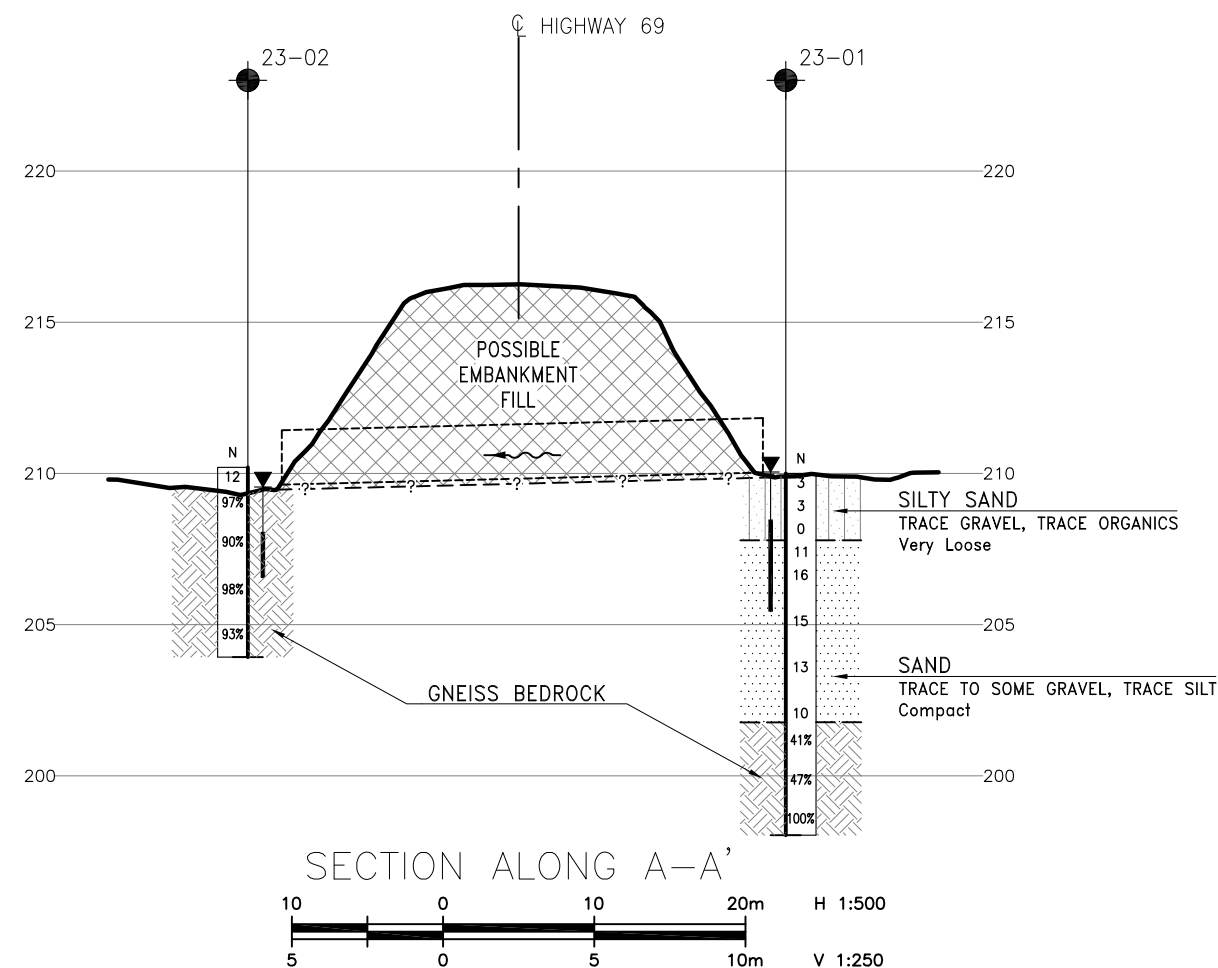 ℄ HIGHWAY 69
23-02
23-01
220
220
215
215
POSSIBLE
EMBANKMENT
FILL
N
N
210
210
12
97%
90%
98%
93%
? ? ? ? ?
3
3
0
11
16
15
13
10
41%
47%
100%
SILTY SAND
TRACE GRAVEL, TRACE ORGANICS
Very Loose
205
205
SAND
TRACE TO SOME GRAVEL, TRACE SILT
Compact
GNEISS BEDROCK
200
200
SECTION ALONG A-A'
10 0 10 20m H 1:500
5 0 5 10m V 1:250